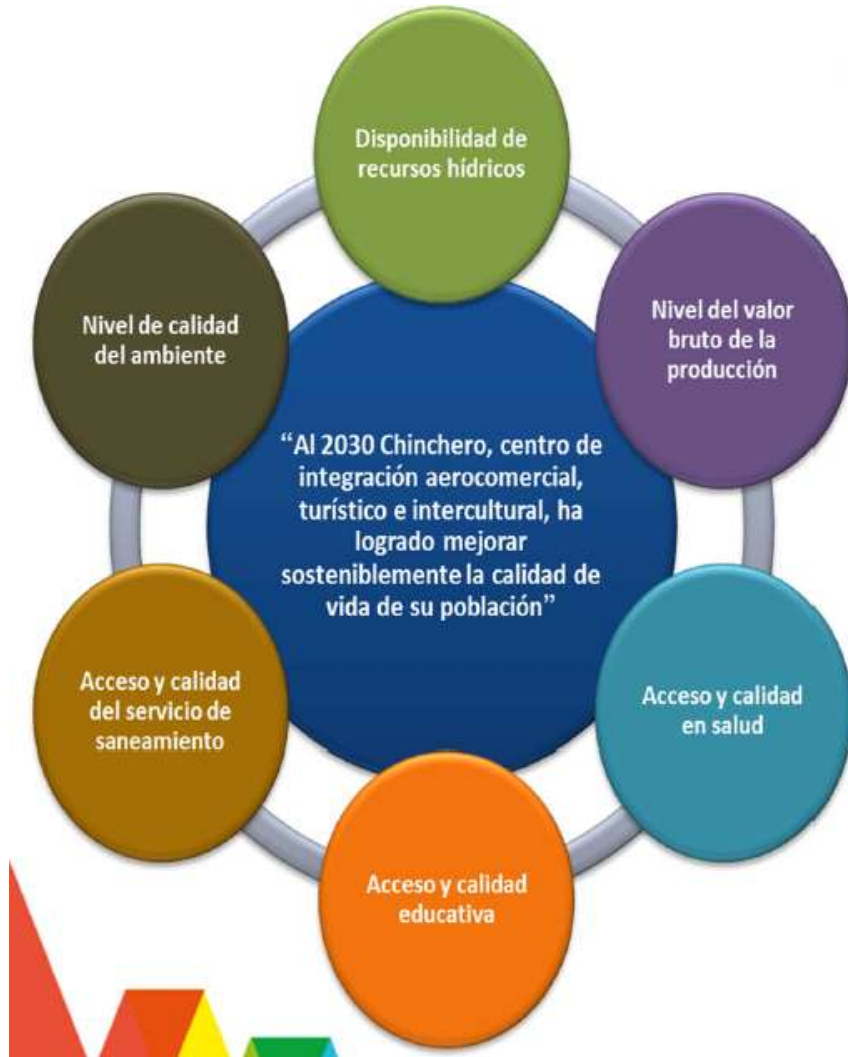 Disponibilidad de
recursos hídricos
Nivel del valor
bruto de la
producción
Acceso y calidad
en salud
Acceso y calidad
educativa
Acceso y calidad
del servicio de
saneamiento
Nivel de calidad
del ambiente
“Al 2030 Chinchero, centro de
integración aerocomercial,
turístico e intercultural, ha
logrado mejorar
sosteniblemente la calidad de
vida de su población”